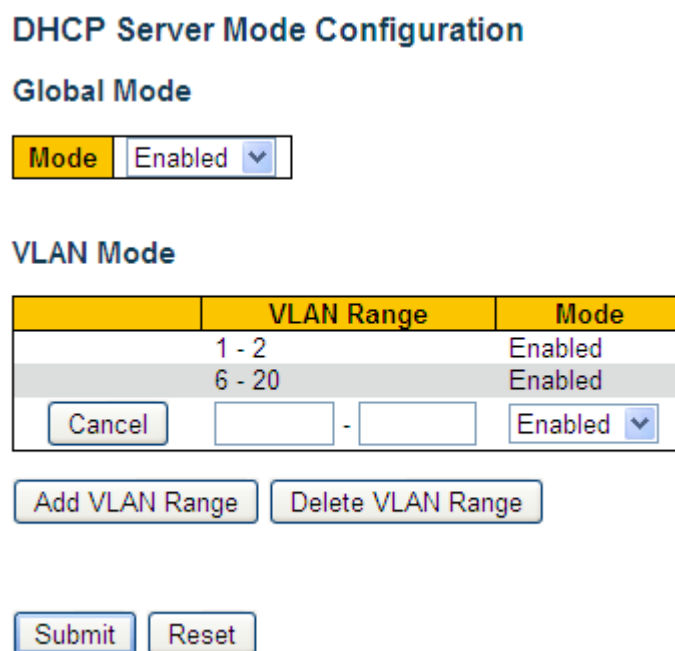 DHCP Server Mode Configuration
Global Mode
Mode Enabled
VLAN Mode
VLAN Range Mode
1 - 2 Enabled
6 - 20 Enabled
Cancel - Enabled
Add VLAN Range Delete VLAN Range
Submit Reset